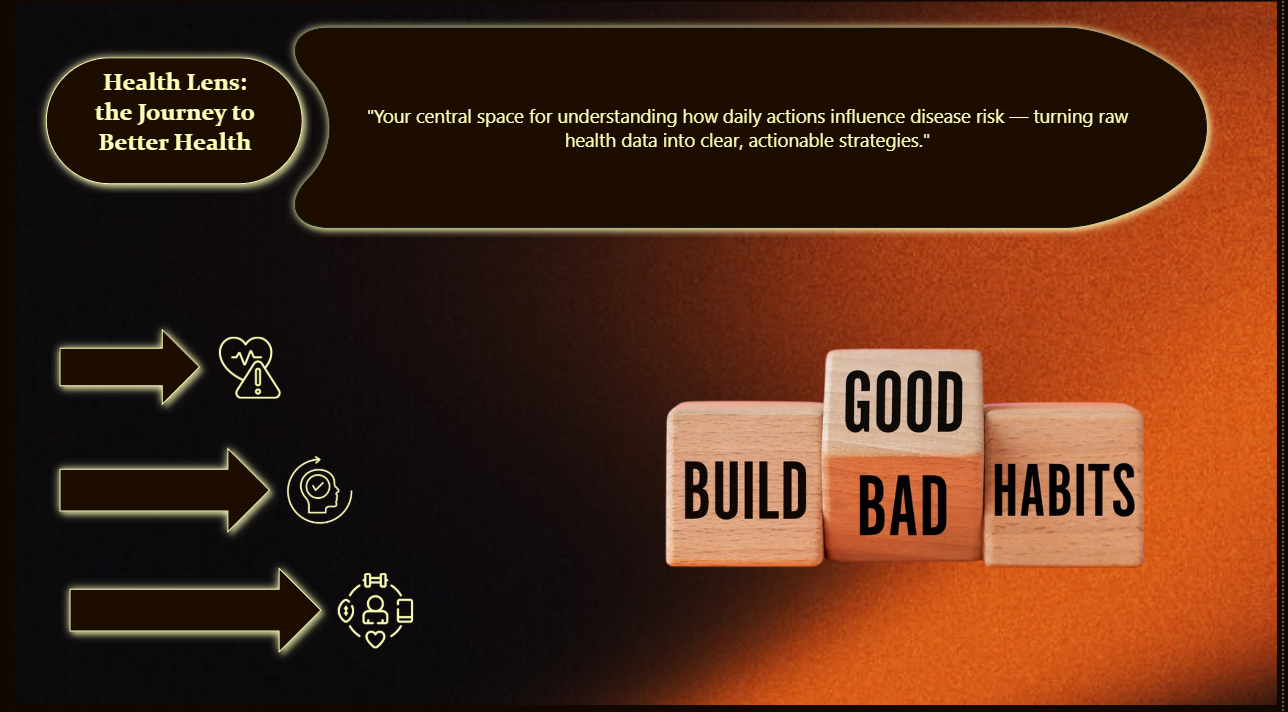 Health Lens:
the Journey to
Better Health
"Your central space for understanding how daily actions influence disease risk — turning raw
health data into clear, actionable strategies."
GOOD
BUILD
BAD
HABITS